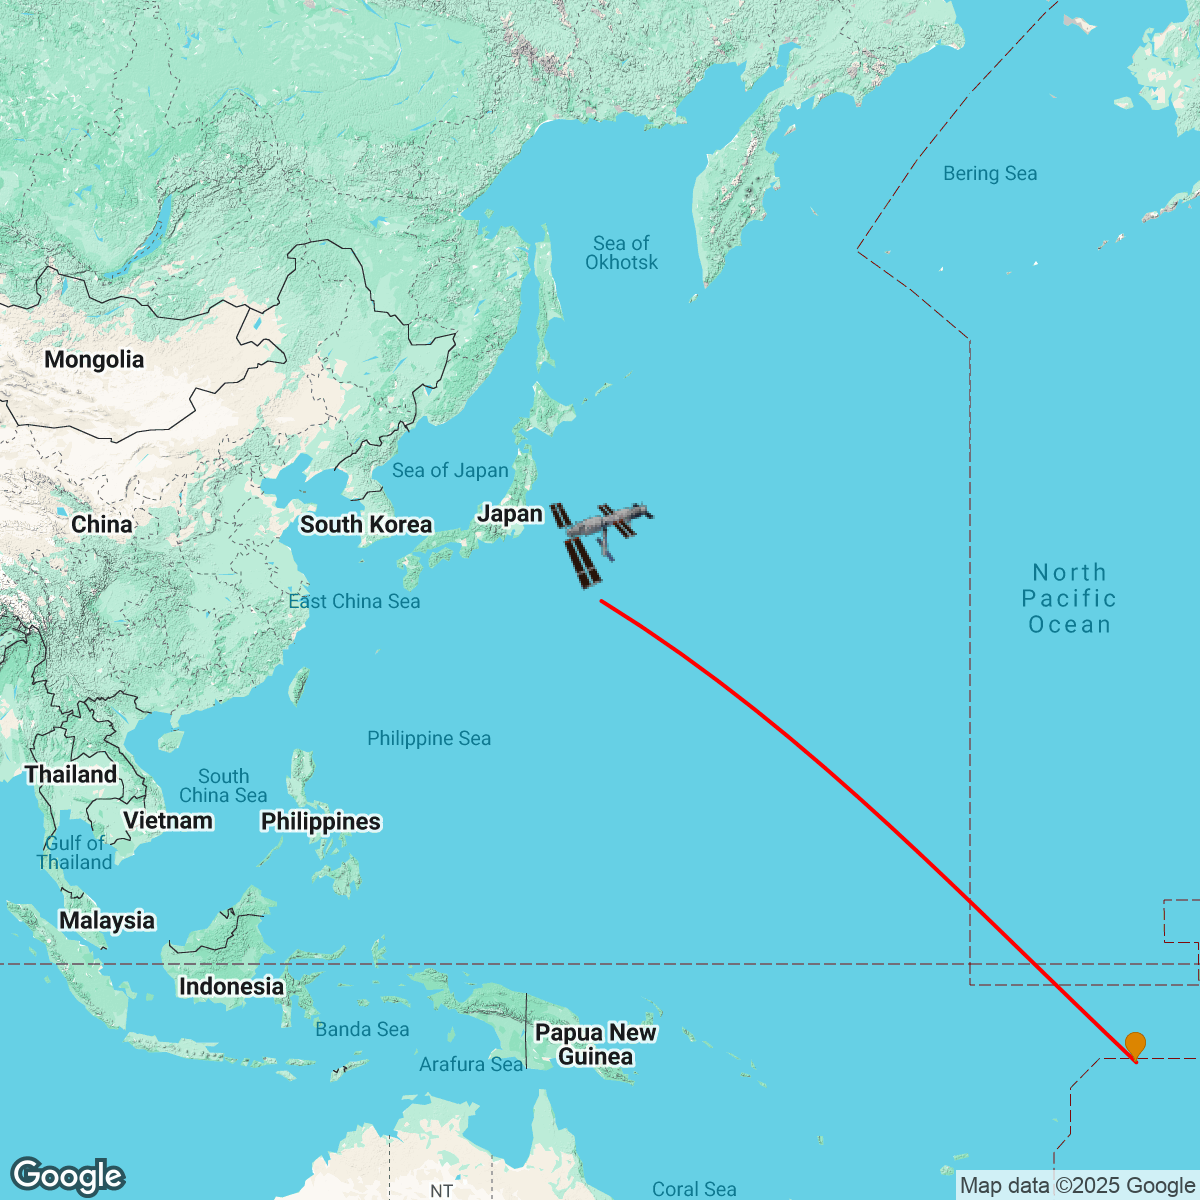 Bering Sea
Sea of
Okhotsk
Mongolia
Sea of Japan
Japan
China
South Korea
North
Pacific
Ocean
East China Sea
Philippine Sea
Thailand
South
China Sea
Vietnam
Philippines
Gulf of
Thailand
Malaysia
Indonesia
Banda Sea
Papua New
Guinea
Arafura Sea
NT
Coral Sea
Google
Map data ©2025 Google